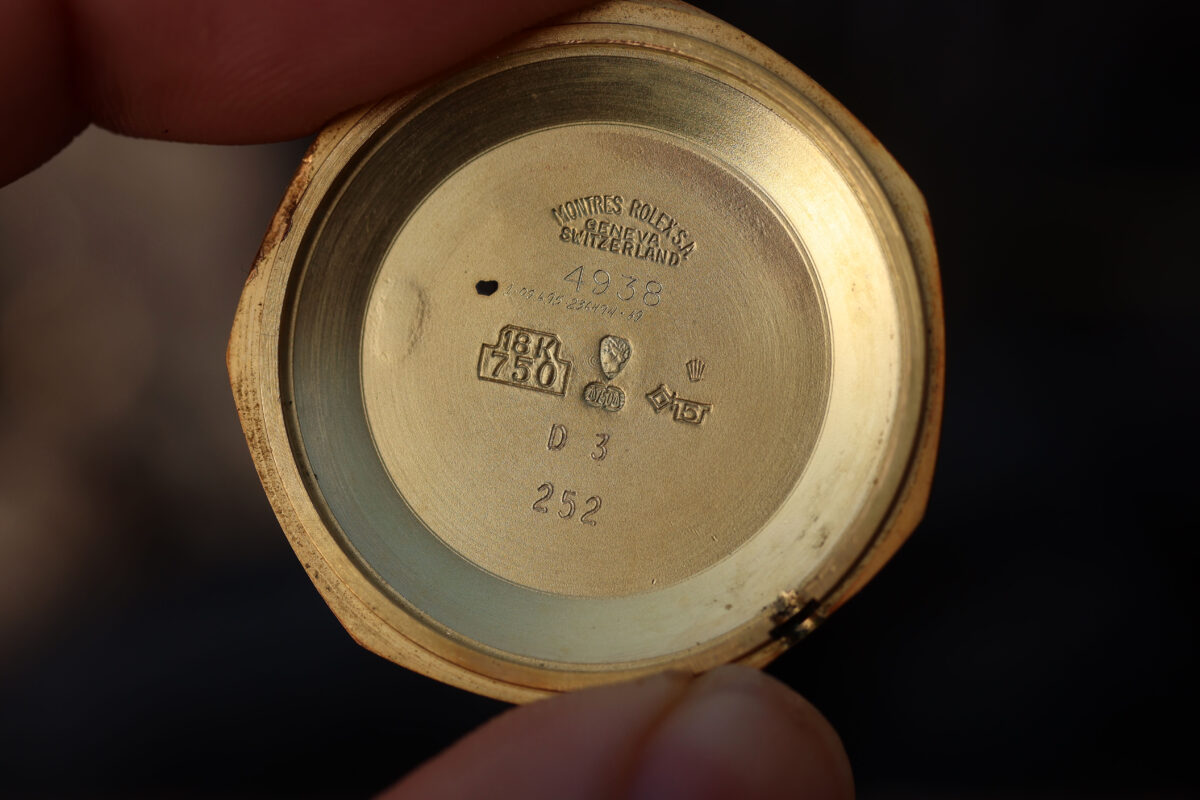 MONTRES ROLEX S.A.
GENEVA
SWITZERLAND
4938
18K
750
D 3
252